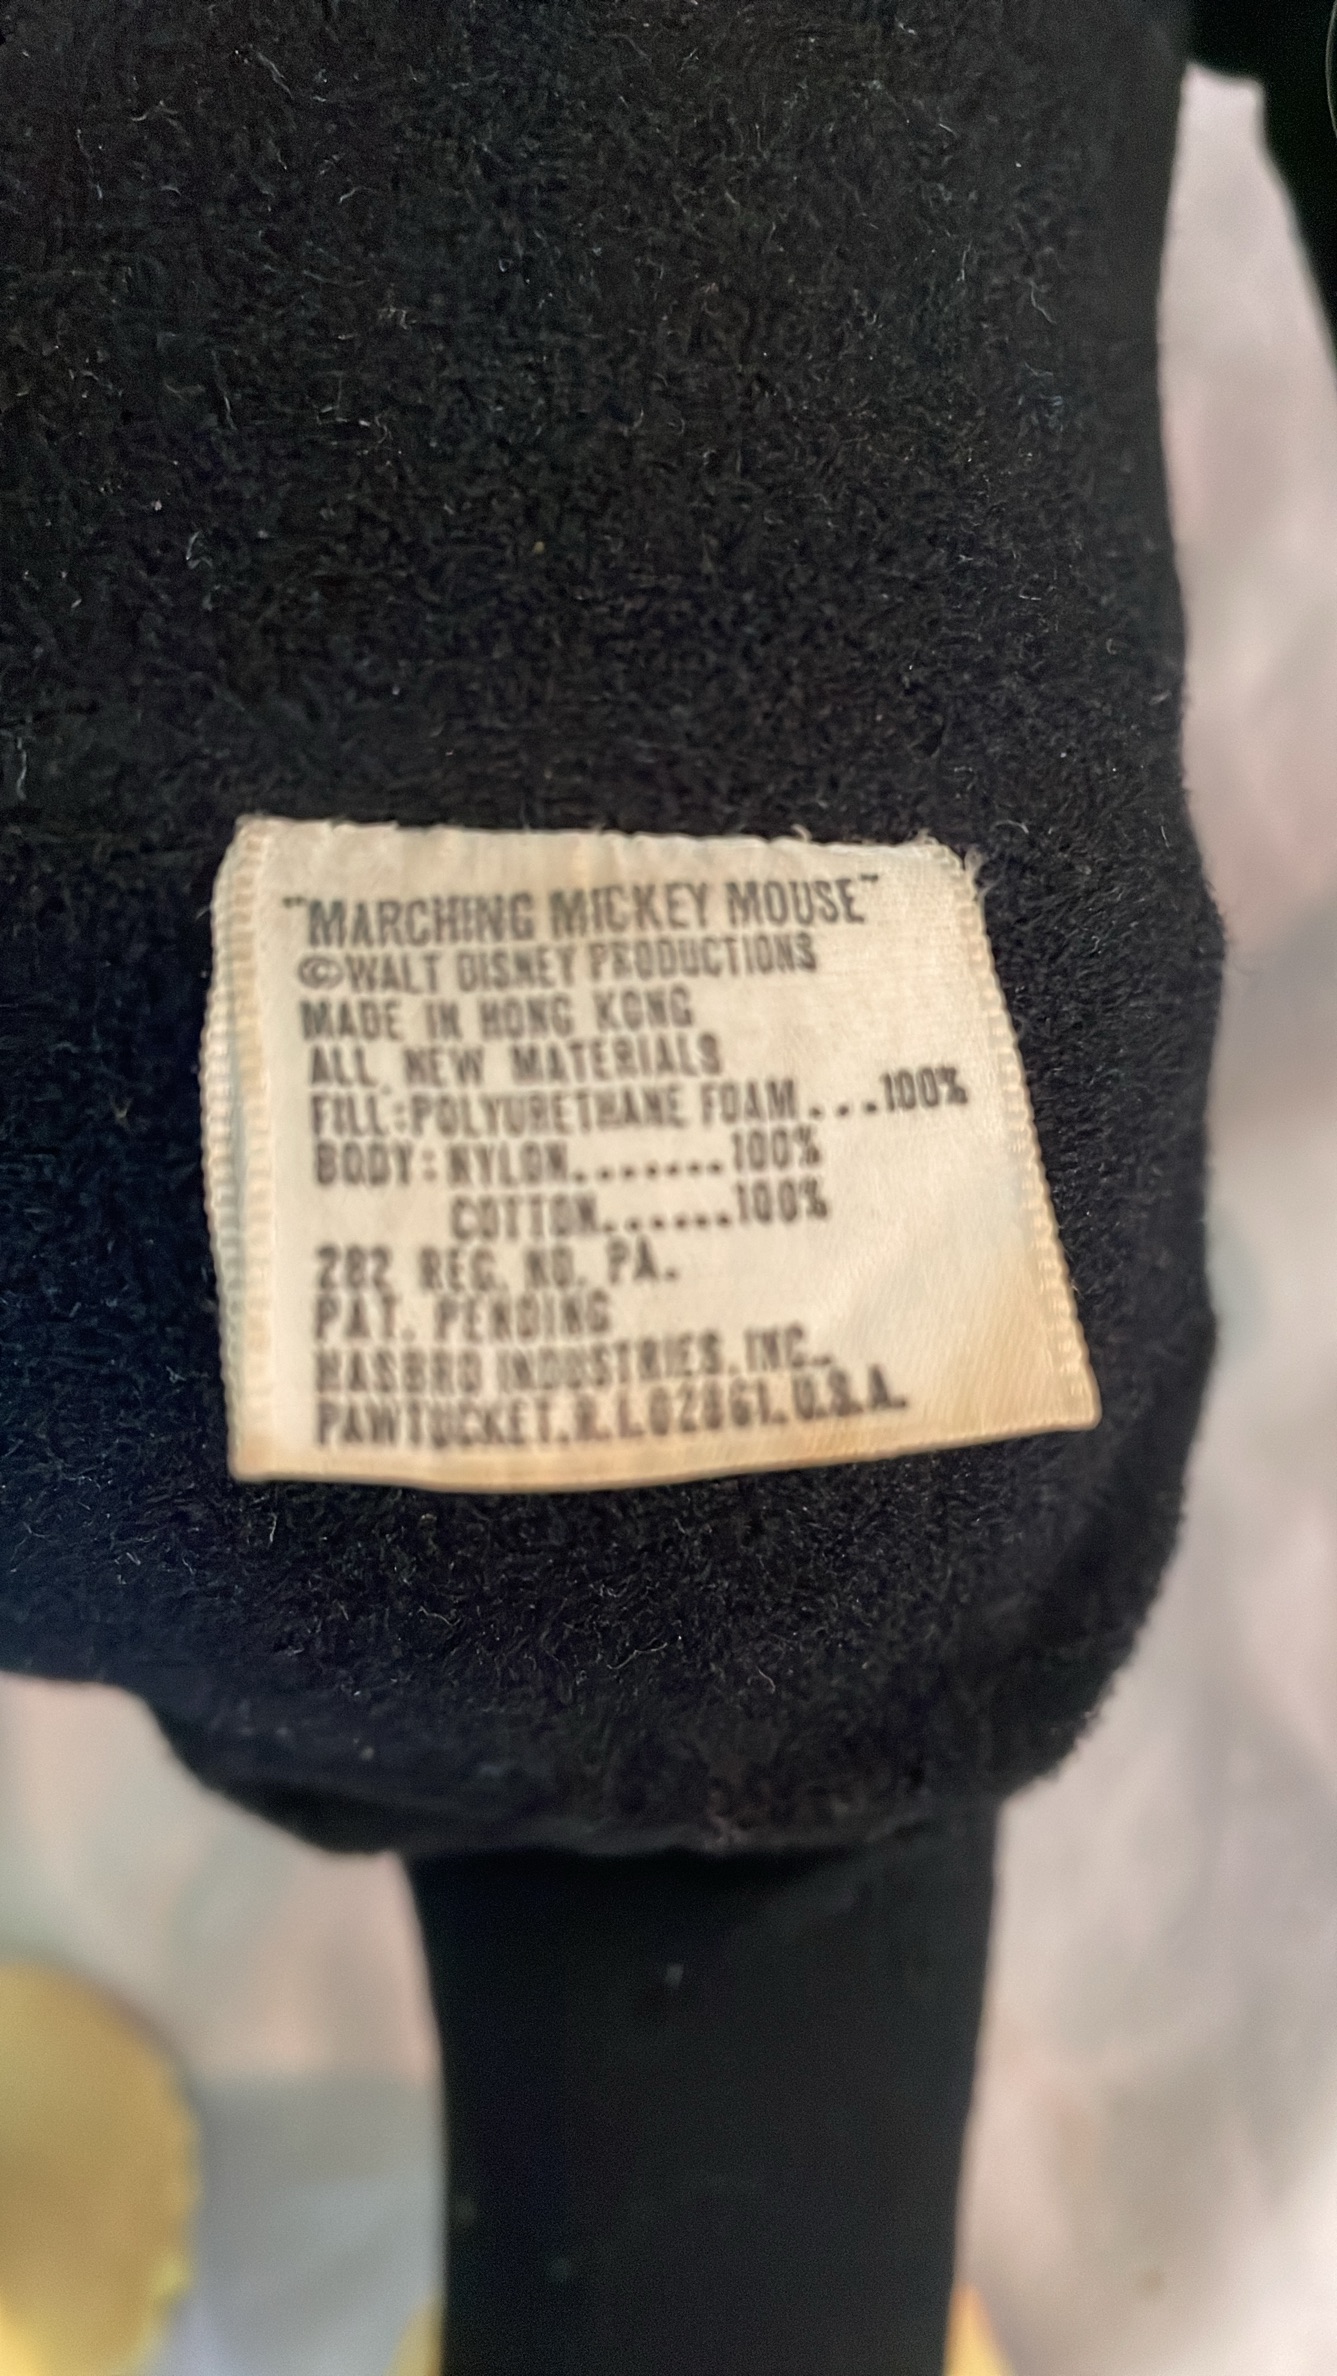 "MARCHING MICKEY MOUSE"
©WALT DISNEY PRODUCTIONS
MADE IN HONG KONG
ALL NEW MATERIALS
FILL:POLYURETHANE FOAM....100%
BODY:NYLON.......100%
COTTON......100%
282 REG. NO. PA.
PAT. PENDING
HASBRO INDUSTRIES, INC.
PAWTUCKET, R.I. 02861, U.S.A.